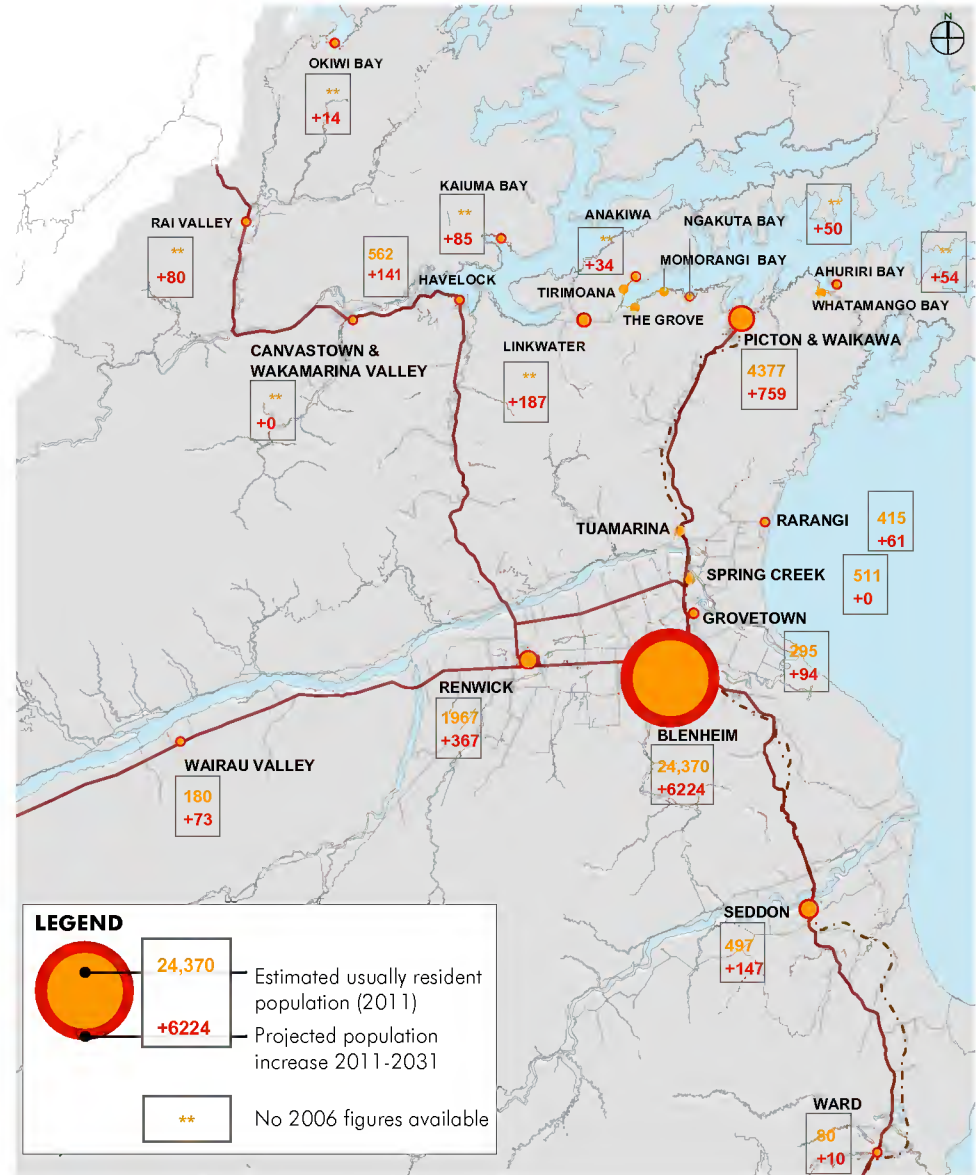 N
OKIWI BAY
**
+14
KAIUMA BAY
**
+85
ANAKIWA
**
+34
NGAKUTA BAY
**
+50
RAI VALLEY
**
+80
562
+141
HAVELOCK
MOMORANGI BAY
TIRIMOANA
THE GROVE
AHURIRI BAY
**
+54
WHATAMANGO BAY
CANVASTOWN &
WAKAMARINA VALLEY
**
+0
LINKWATER
**
+187
PICTON & WAIKAWA
4377
+759
TUAMARINA
RARANGI
415
+61
SPRING CREEK
511
+0
GROVETOWN
295
+94
RENWICK
1967
+367
BLENHEIM
24,370
+6224
WAIRAU VALLEY
180
+73
SEDDON
497
+147
WARD
80
+10
LEGEND
24,370
Estimated usually resident
population (2011)
+6224
Projected population
increase 2011-2031
**
No 2006 figures available